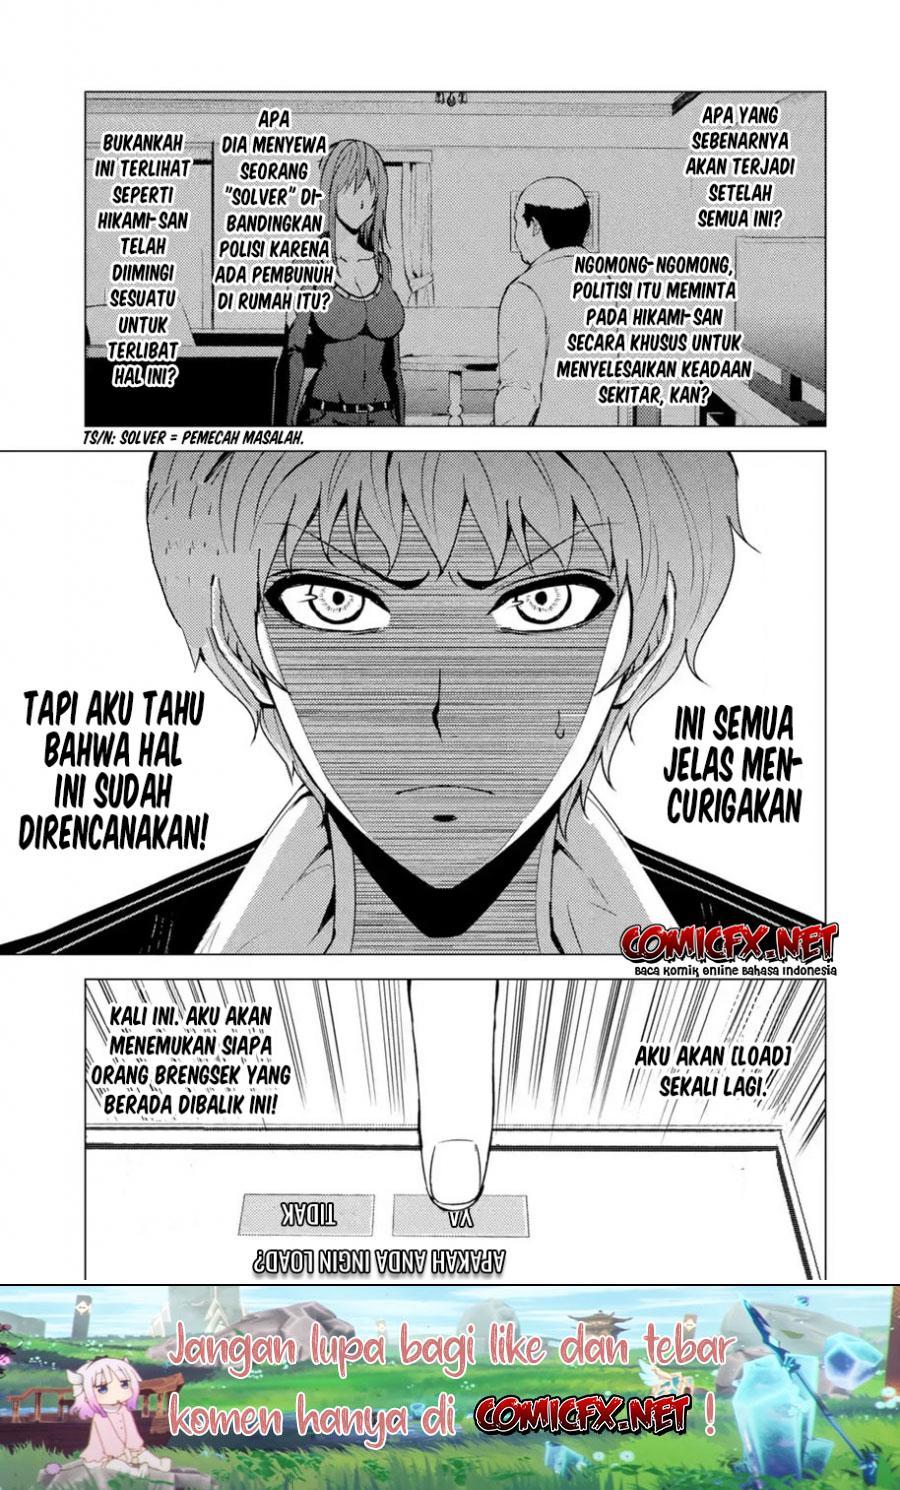 APA YANG
SEBENARNYA
AKAN TERJADI
SETELAH
SEMUA INI?
NGOMONG-NGOMONG,
POLITISI ITU MEMINTA
PADA HIKAMI-SAN
SECARA KHUSUS UNTUK
MENYELESAIKAN KEADAAN
SEKITAR, KAN?
APA
DIA MENYEWA
SEORANG
"SOLVER" DI-
BANDINGKAN
POLISI KARENA
ADA PEMBUNUH
DI RUMAH ITU?
BUKANKAH
INI TERLIHAT
SEPERTI
HIKAMI-SAN
TELAH
DIIMINGI
SESUATU
UNTUK
TERLIBAT
HAL INI?
TS/N: SOLVER = PEMECAH MASALAH.
INI SEMUA
JELAS MEN-
CURIGAKAN
TAPI AKU TAHU
BAHWA HAL
INI SUDAH
DIRENCANAKAN!
COMICFX.NET
BACA KOMIK ONLINE BAHASA INDONESIA
AKU AKAN [LOAD]
SEKALI LAGI.
KALI INI. AKU AKAN
MENEMUKAN SIAPA
ORANG BRENGSEK YANG
BERADA DIBALIK INI!
APAKAH ANDA INGIN LOAD?
YA
TIDAK
Jangan lupa bagi like dan tebar
komen hanya di COMICFX.NET !